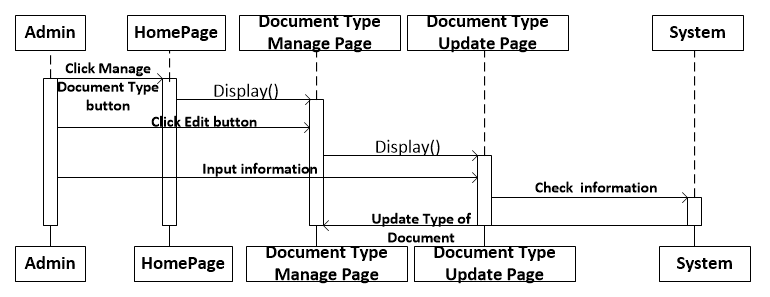 Admin
HomePage
Document Type
Manage Page
Document Type
Update Page
System
Click Manage
Document Type
button
Display()
Click Edit button
Display()
Input information
Check  information
Update Type of
Document
Admin
HomePage
Document Type
Manage Page
Document Type
Update Page
System